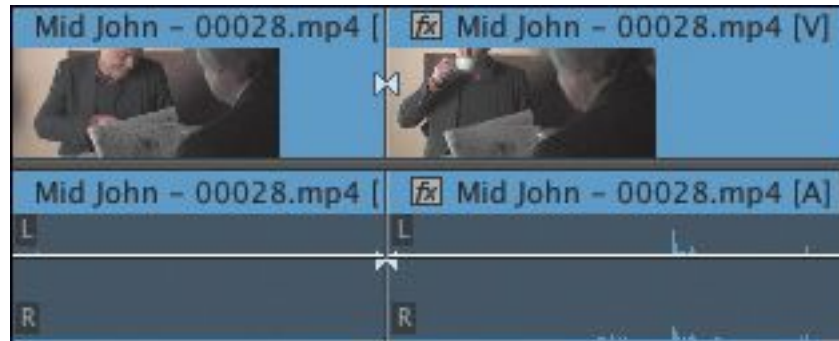 Mid John - 00028.mp4 [ fx Mid John - 00028.mp4 [V]
Mid John - 00028.mp4 [ fx Mid John - 00028.mp4 [A]
L L
R R